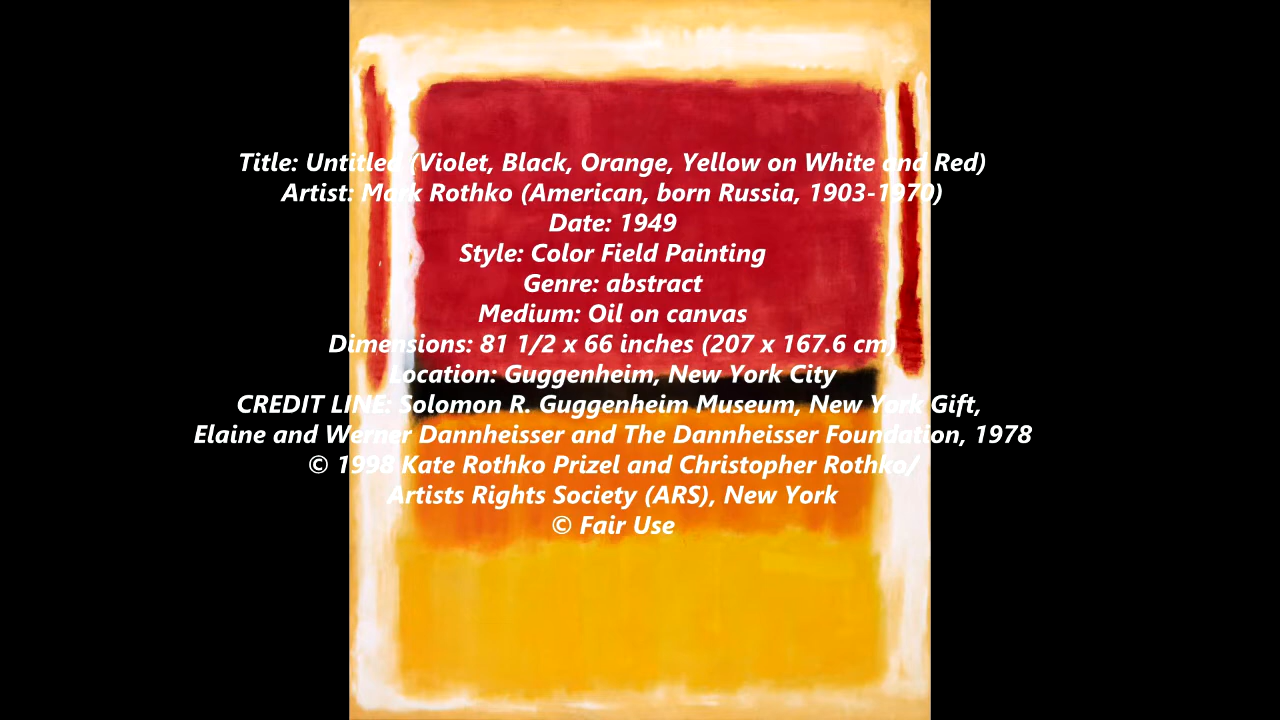 Title: Untitled (Violet, Black, Orange, Yellow on White and Red)
Artist: Mark Rothko (American, born Russia, 1903-1970)
Date: 1949
Style: Color Field Painting
Genre: abstract
Medium: Oil on canvas
Dimensions: 81 1/2 x 66 inches (207 x 167.6 cm)
Location: Guggenheim, New York City
CREDIT LINE: Solomon R. Guggenheim Museum, New York Gift,
Elaine and Werner Dannheisser and The Dannheisser Foundation, 1978
© 1998 Kate Rothko Prizel and Christopher Rothko/
Artists Rights Society (ARS), New York
© Fair Use